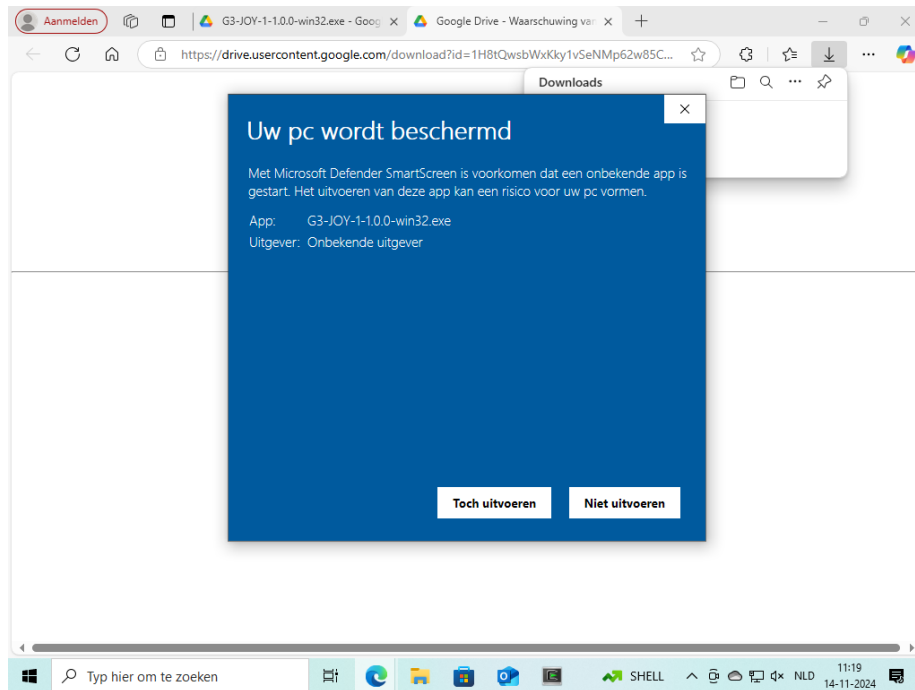 Aanmelden
G3-JOY-1-1.0.0-win32.exe - Goog
Google Drive - Waarschuwing van
https://drive.usercontent.google.com/download?id=1H8tQwsbWxKky1vSeNMp62w85C...
Downloads
Uw pc wordt beschermd
Met Microsoft Defender SmartScreen is voorkomen dat een onbekende app is
gestart. Het uitvoeren van deze app kan een risico voor uw pc vormen.
App: G3-JOY-1-1.0.0-win32.exe
Uitgever: Onbekende uitgever
Toch uitvoeren
Niet uitvoeren
Typ hier om te zoeken
SHELL
NLD
11:19
14-11-2024